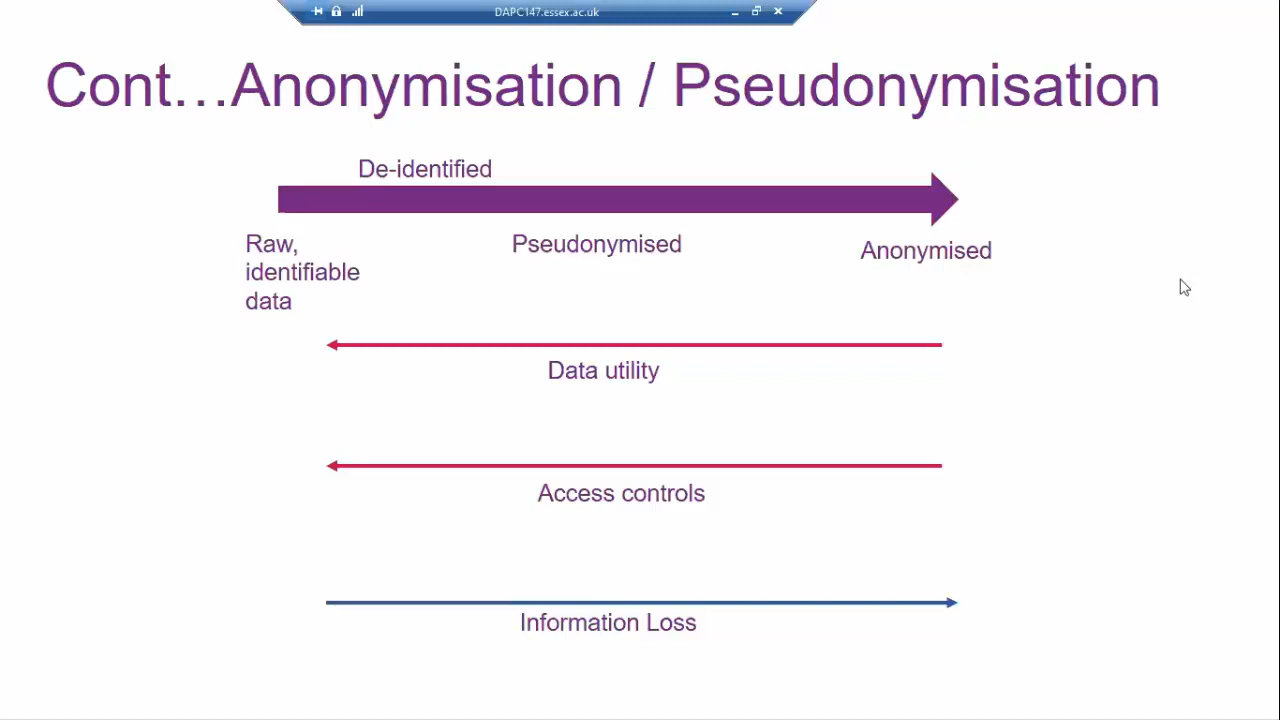 DAPC147.essex.ac.uk
Cont…Anonymisation / Pseudonymisation
De-identified
Raw,
identifiable
data
Pseudonymised
Anonymised
Data utility
Access controls
Information Loss